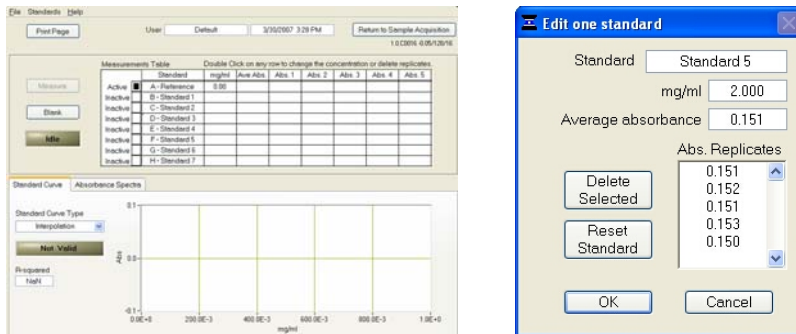 File Standards Help
Print Page User Default 3/30/2007 3:28 PM Return to Sample Acquisition
Measurements Table Double Click on any row to change the concentration or delete replicates.
Standard mg/ml Ave Abs. Abs. 1 Abs. 2 Abs. 3 Abs. 4 Abs. 5
Measure Active A - Reference 0.00
Inactive B - Standard 1
Blank Inactive C - Standard 2
Inactive D - Standard 3
Idle Inactive E - Standard 4
Inactive F - Standard 5
Inactive G - Standard 6
Inactive H - Standard 7
Standard Curve Absorbance Spectra
Standard Curve Type
Interpolation
Not Valid
R-squared
NaN
0.1
Abs 0.0
-0.1
0.0E+0 200.0E-3 400.0E-3 600.0E-3 800.0E-3 1.0E+0
mg/ml
Edit one standard
Standard Standard 5
mg/ml 2.000
Average absorbance 0.151
Abs. Replicates
0.151
0.152
0.151
0.153
0.150
Delete
Selected
Reset
Standard
OK Cancel